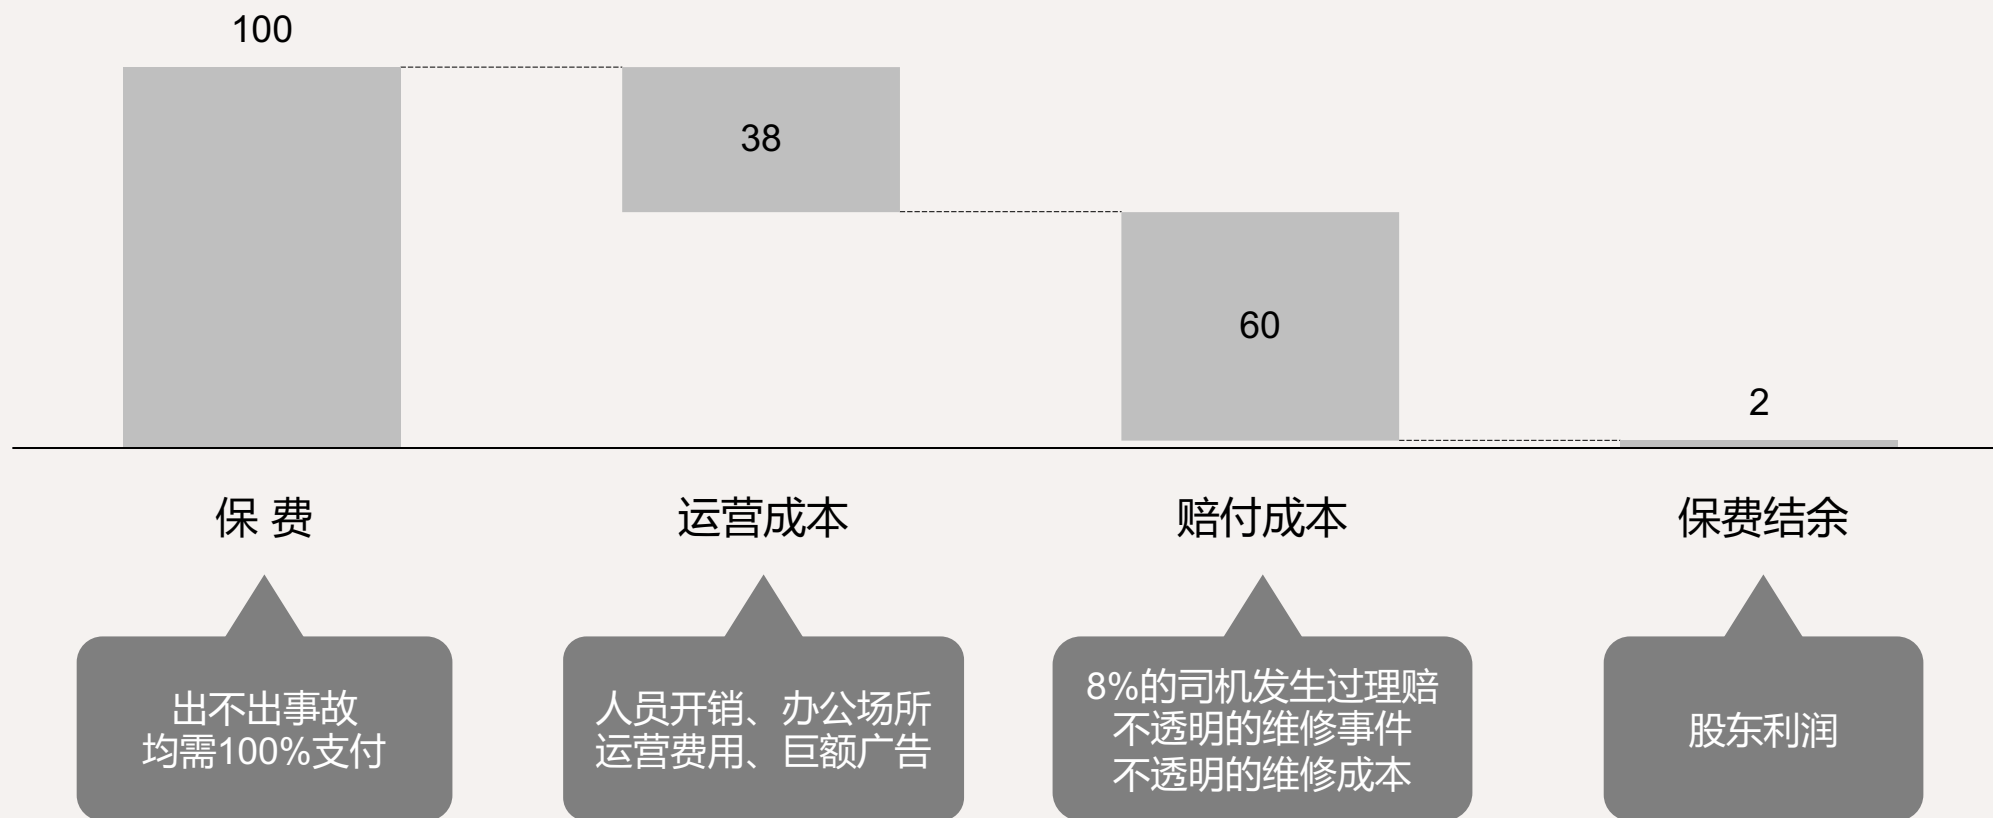 100
38
60
2
保 费
运营成本
赔付成本
保费结余
出不出事故
均需100%支付
人员开销、办公场所
运营费用、巨额广告
8%的司机发生过理赔
不透明的维修事件
不透明的维修成本
股东利润